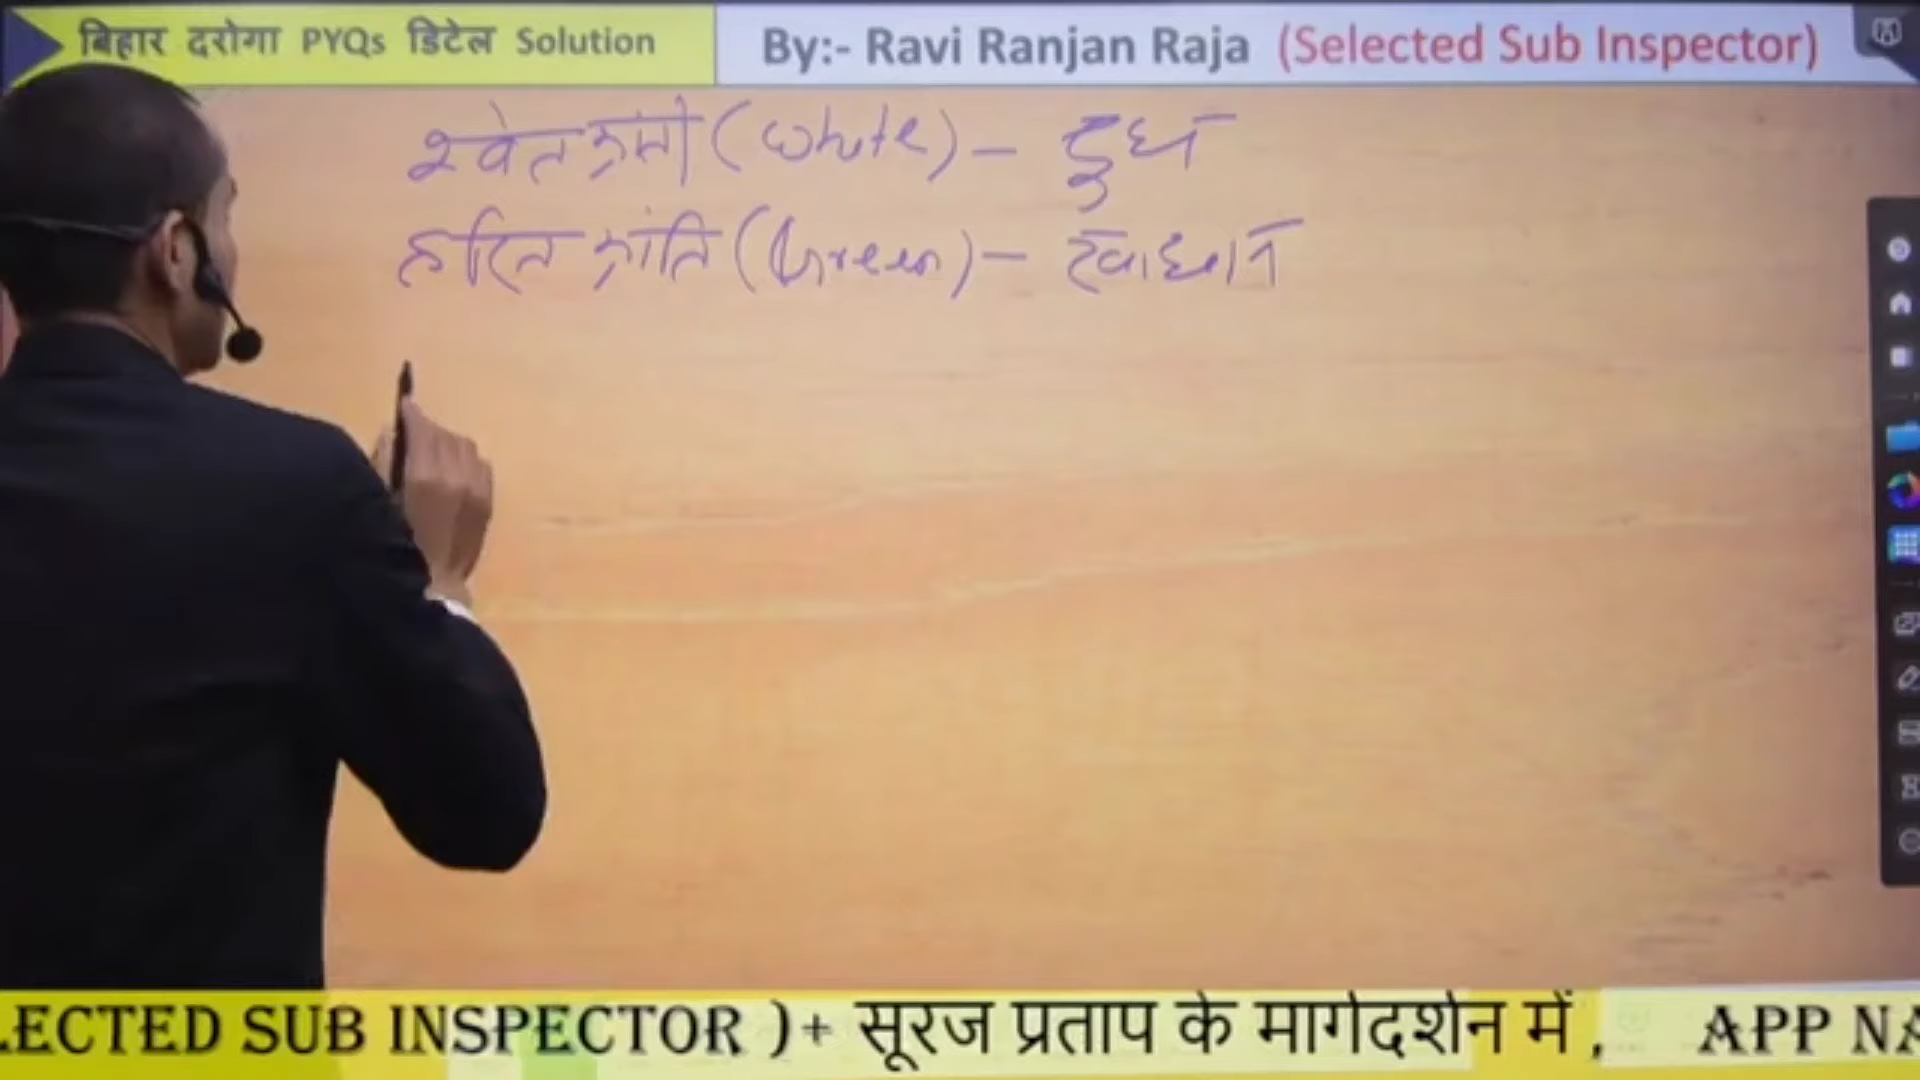 बिहार दरोगा PYQs डिटेल Solution
By:- Ravi Ranjan Raja (Selected Sub Inspector)
श्वेत क्रांती (White) - दुध
हरित क्रांति (Green) - खाधान
LECTED SUB INSPECTOR )+ सूरज प्रताप के मार्गदर्शन में , APP NA